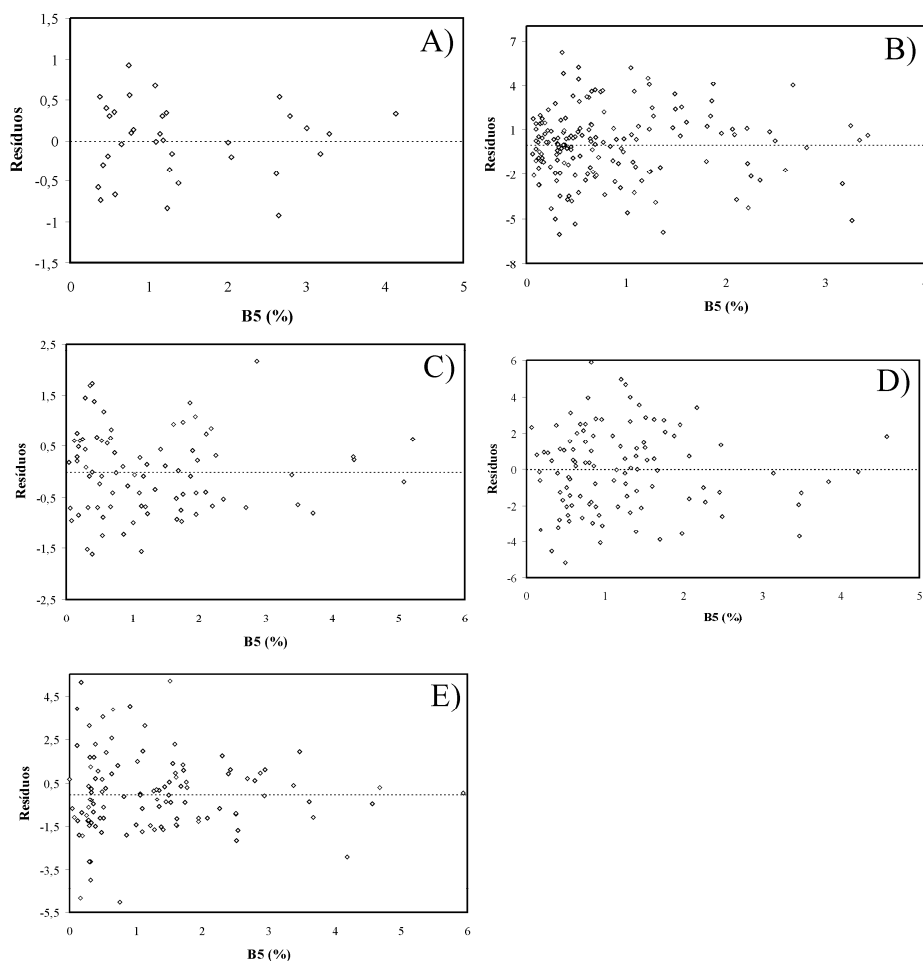 A)
1,5
1
0,5
0
-0,5
-1
-1,5
Resíduos
0 1 2 3 4 5
B5 (%)
B)
7
4
1
-2
-5
-8
Resíduos
0 1 2 3
B5 (%)
C)
2,5
1,5
0,5
-0,5
-1,5
-2,5
Resíduos
0 1 2 3 4 5 6
B5 (%)
D)
6
4
2
0
-2
-4
-6
Resíduos
0 1 2 3 4 5
B5 (%)
E)
4,5
2,5
0,5
-1,5
-3,5
-5,5
Resíduos
0 1 2 3 4 5 6
B5 (%)